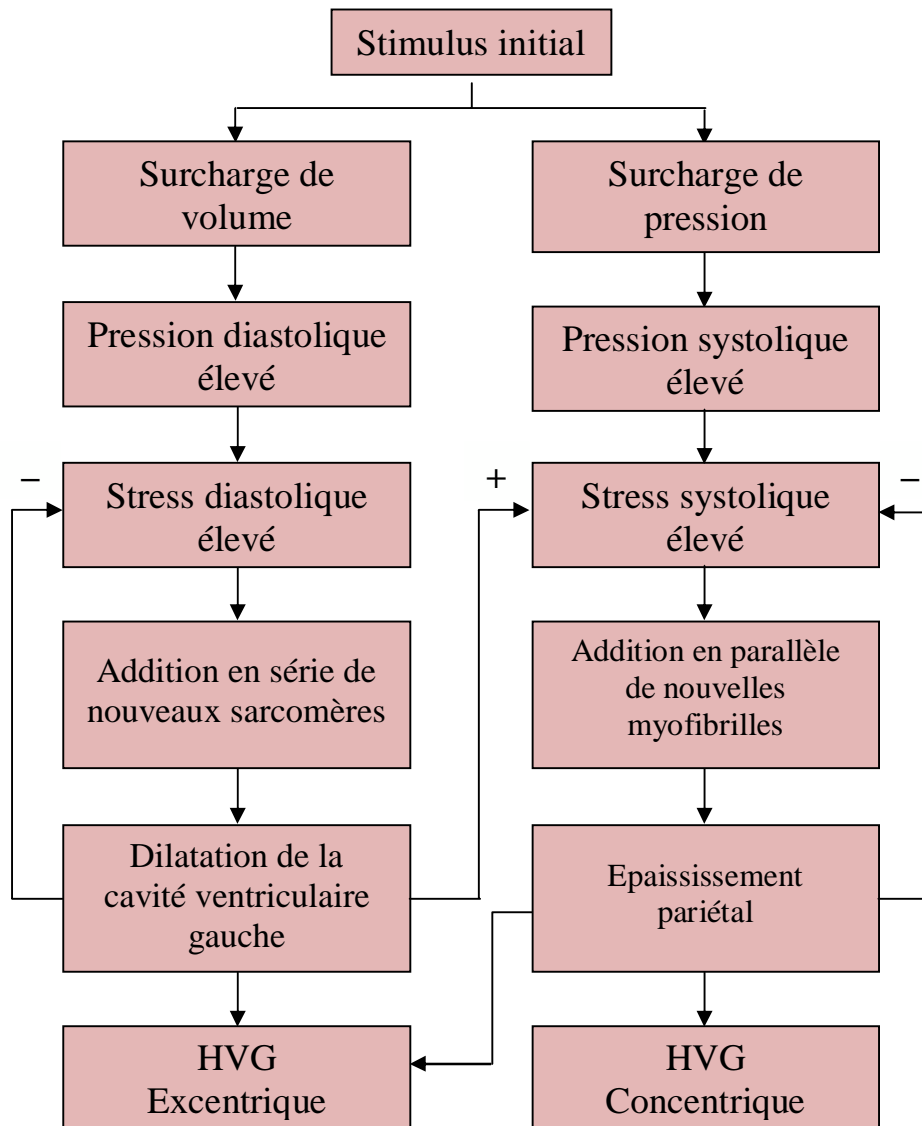 Stimulus initial
Surcharge de
volume
Surcharge de
pression
Pression diastolique
élevé
Pression systolique
élevé
−
Stress diastolique
élevé
+
Stress systolique
élevé
−
Addition en série de
nouveaux sarcomères
Addition en parallèle
de nouvelles
myofibrilles
Dilatation de la
cavité ventriculaire
gauche
Epaississement
pariétal
HVG
Excentrique
HVG
Concentrique